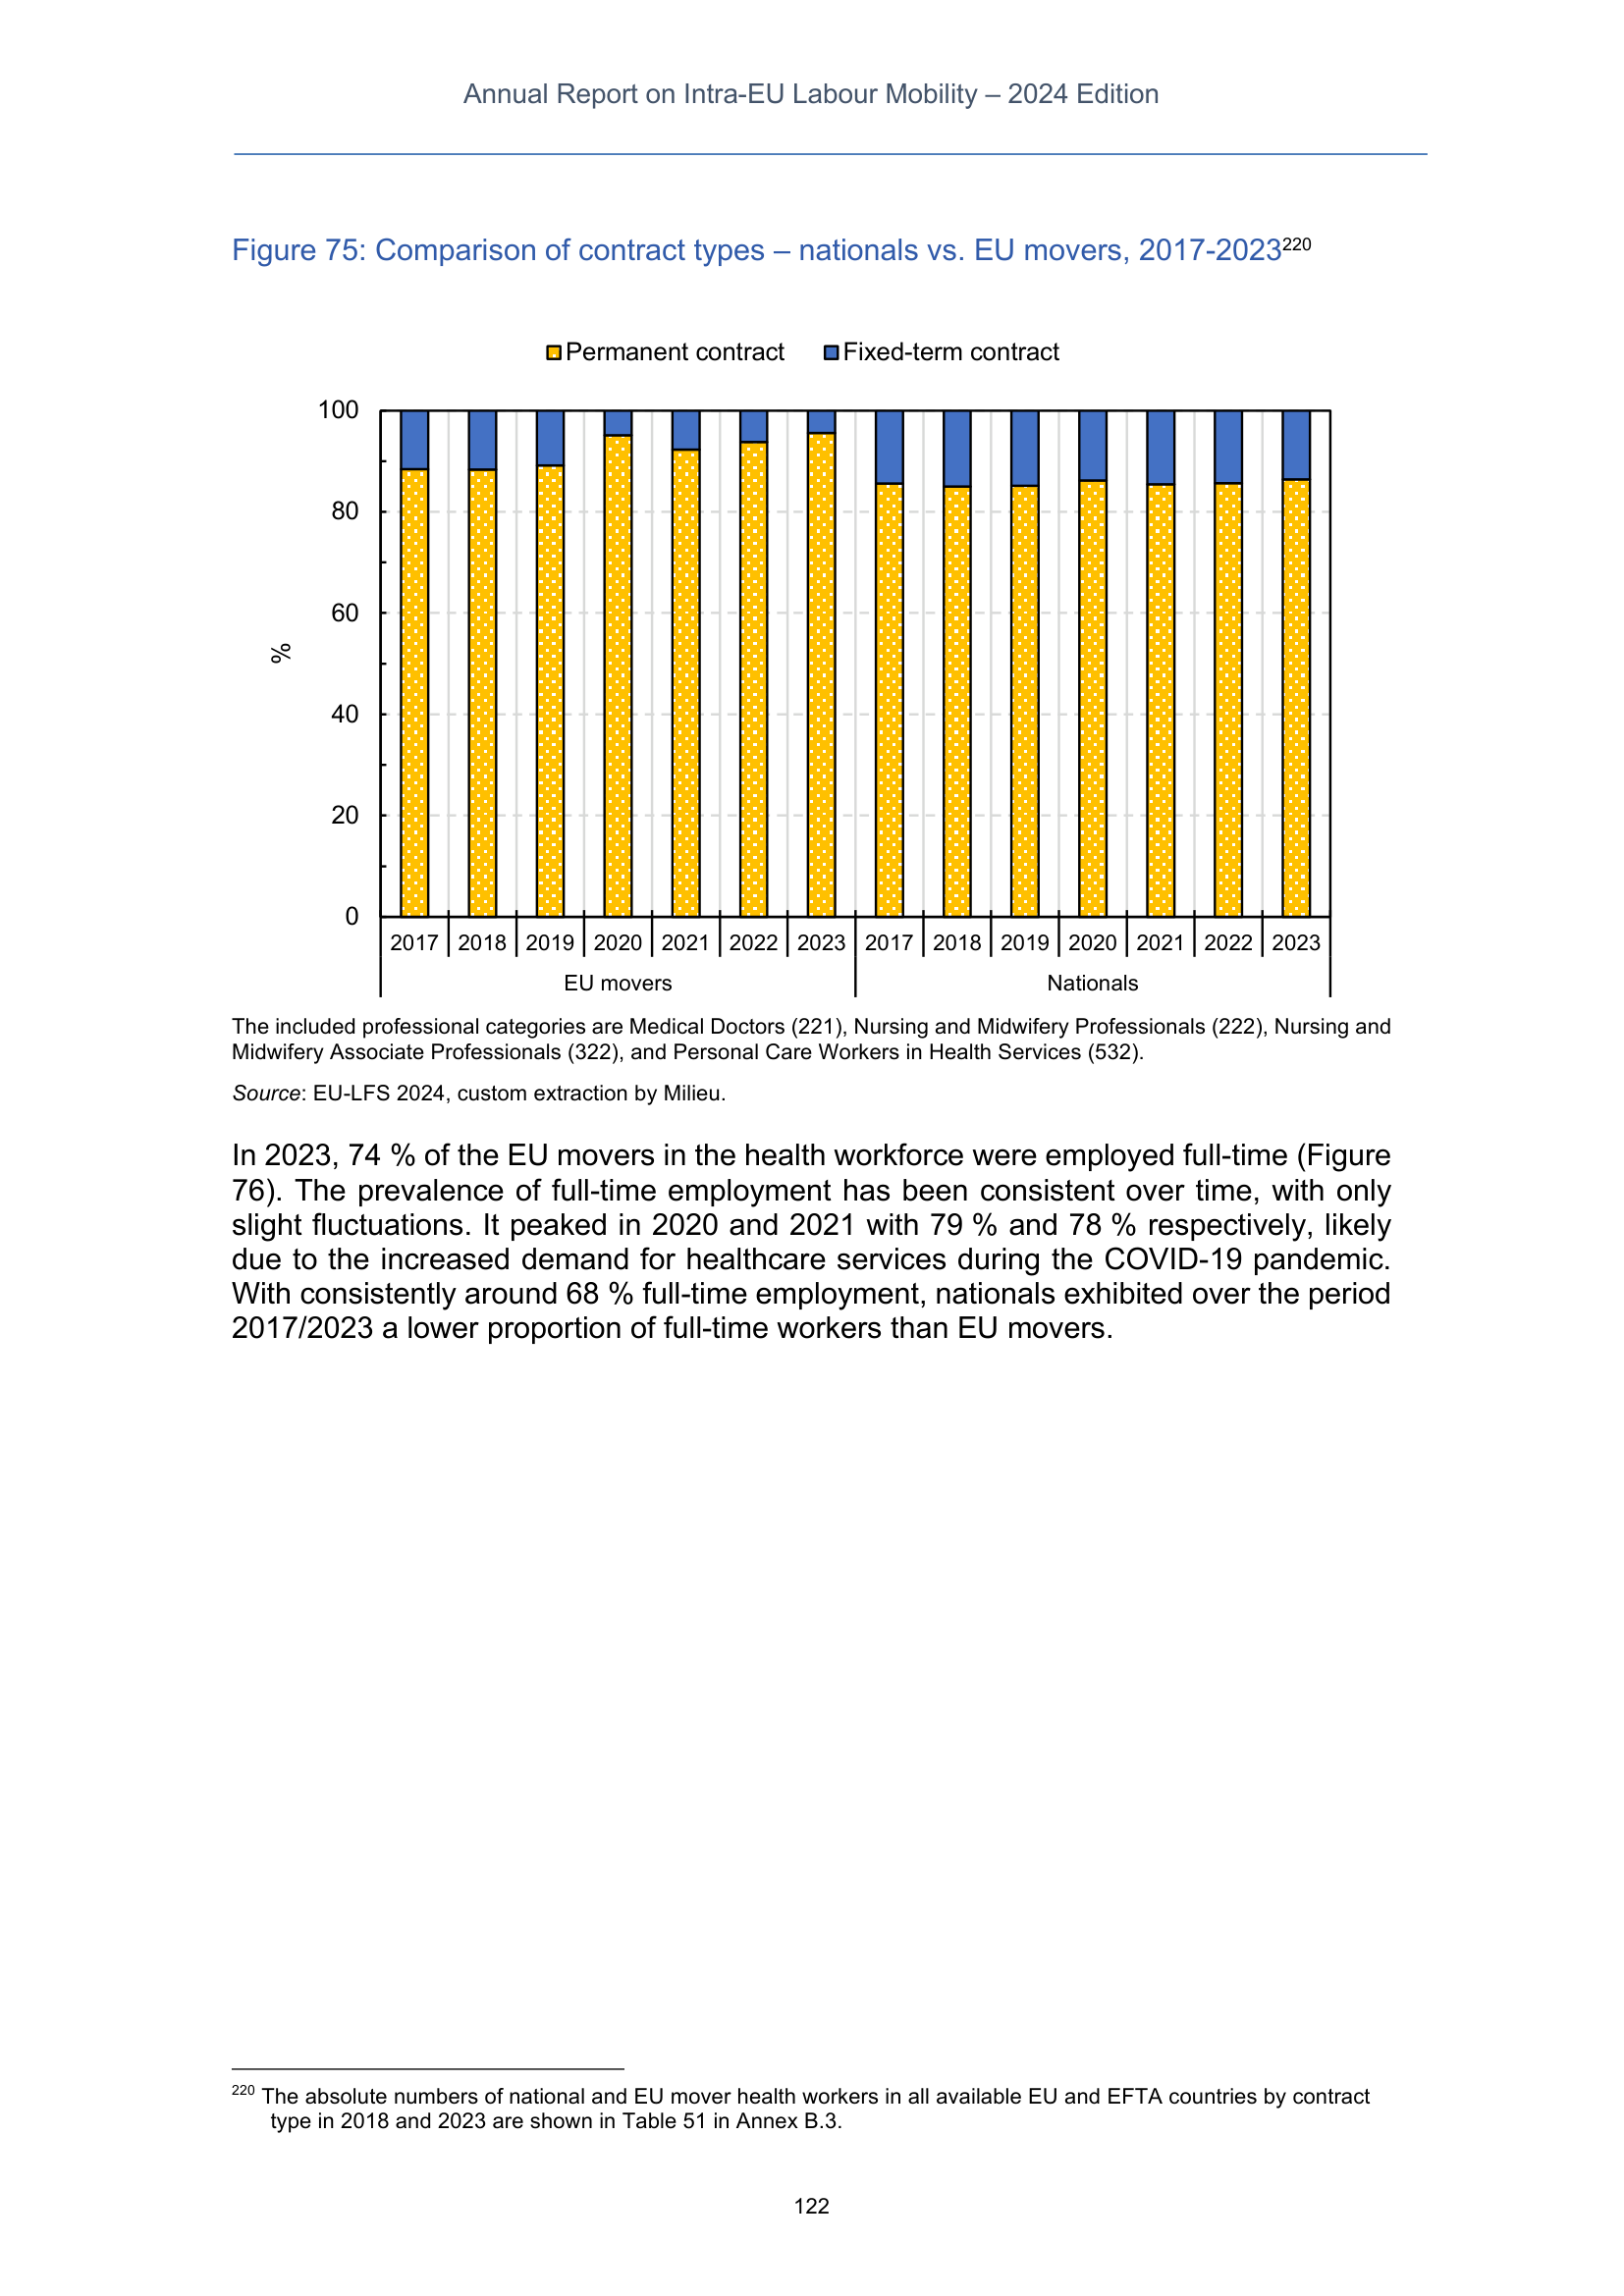 Annual Report on Intra-EU Labour Mobility – 2024 Edition
Figure 75: Comparison of contract types – nationals vs. EU movers, 2017-2023220
Permanent contract Fixed-term contract
100
80
60
40
20
0
%
2017 2018 2019 2020 2021 2022 2023 2017 2018 2019 2020 2021 2022 2023
EU movers Nationals
The included professional categories are Medical Doctors (221), Nursing and Midwifery Professionals (222), Nursing and
Midwifery Associate Professionals (322), and Personal Care Workers in Health Services (532).
Source: EU-LFS 2024, custom extraction by Milieu.
In 2023, 74 % of the EU movers in the health workforce were employed full-time (Figure
76). The prevalence of full-time employment has been consistent over time, with only
slight fluctuations. It peaked in 2020 and 2021 with 79 % and 78 % respectively, likely
due to the increased demand for healthcare services during the COVID-19 pandemic.
With consistently around 68 % full-time employment, nationals exhibited over the period
2017/2023 a lower proportion of full-time workers than EU movers.
220 The absolute numbers of national and EU mover health workers in all available EU and EFTA countries by contract
type in 2018 and 2023 are shown in Table 51 in Annex B.3.
122